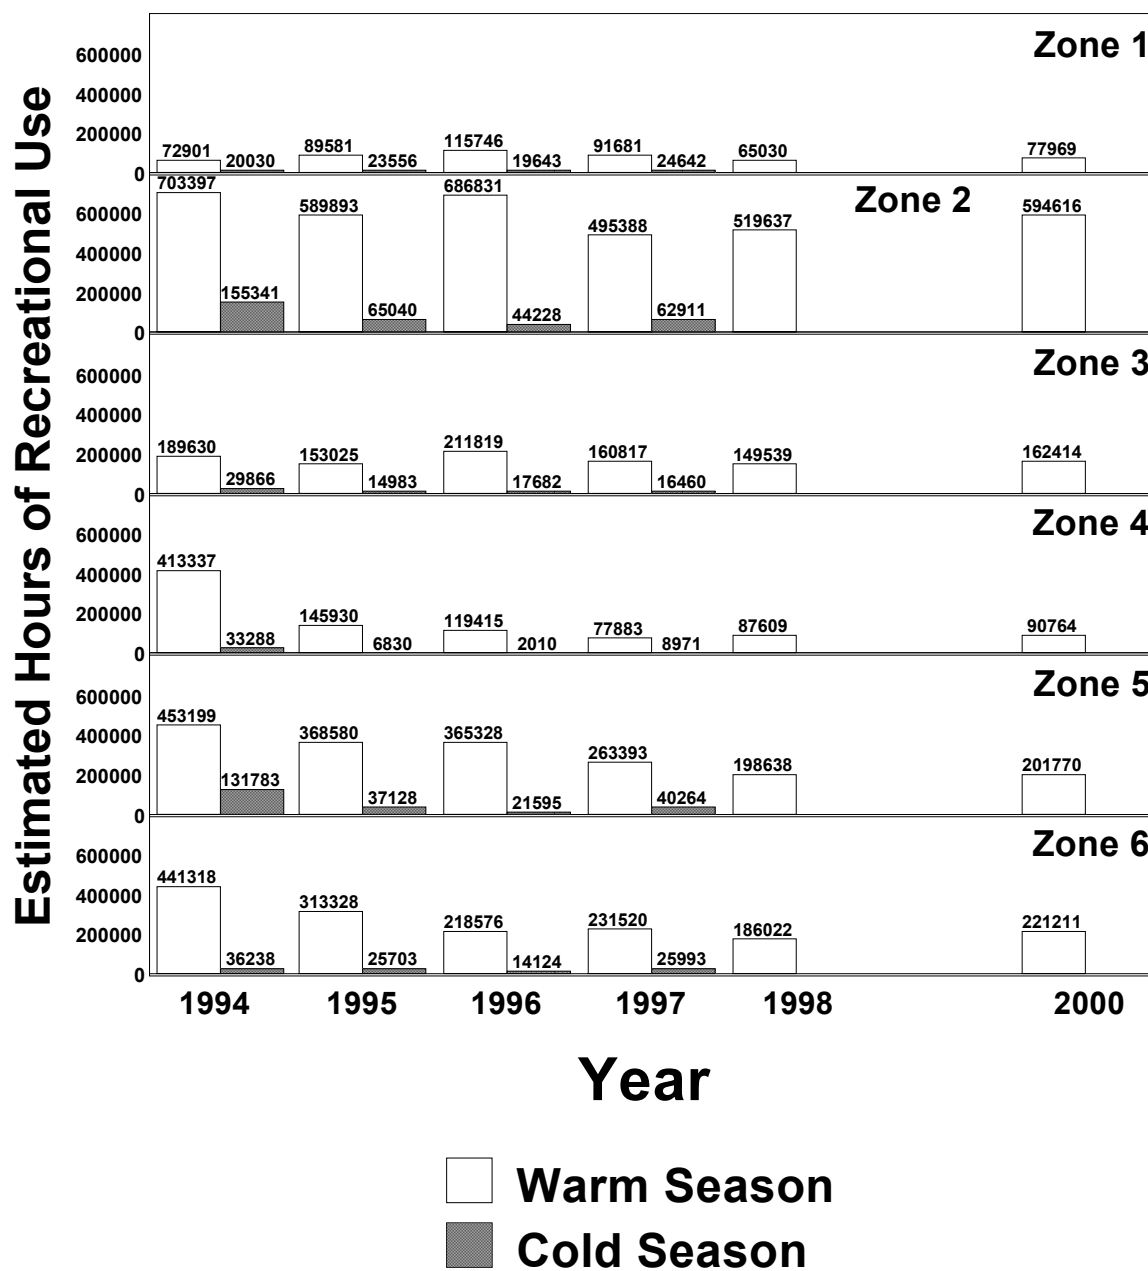 Estimated Hours of Recreational Use
Zone 1
600000
400000
200000
0
72901 20030 89581 23556 115746 19643 91681 24642 65030 77969
Zone 2
600000
400000
200000
0
703397 155341 589893 65040 686831 44228 495388 62911 519637 594616
Zone 3
600000
400000
200000
0
189630 29866 153025 14983 211819 17682 160817 16460 149539 162414
Zone 4
600000
400000
200000
0
413337 33288 145930 6830 119415 2010 77883 8971 87609 90764
Zone 5
600000
400000
200000
0
453199 131783 368580 37128 365328 21595 263393 40264 198638 201770
Zone 6
600000
400000
200000
0
441318 36238 313328 25703 218576 14124 231520 25993 186022 221211
1994 1995 1996 1997 1998 2000
Year
Warm Season
Cold Season